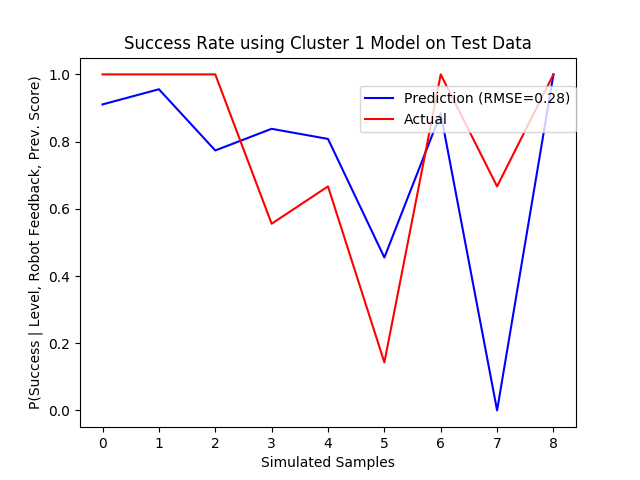 Success Rate using Cluster 1 Model on Test Data
P(Success | Level, Robot Feedback, Prev. Score)
1.0
0.8
0.6
0.4
0.2
0.0
Prediction (RMSE=0.28)
Actual
0 1 2 3 4 5 6 7 8
Simulated Samples